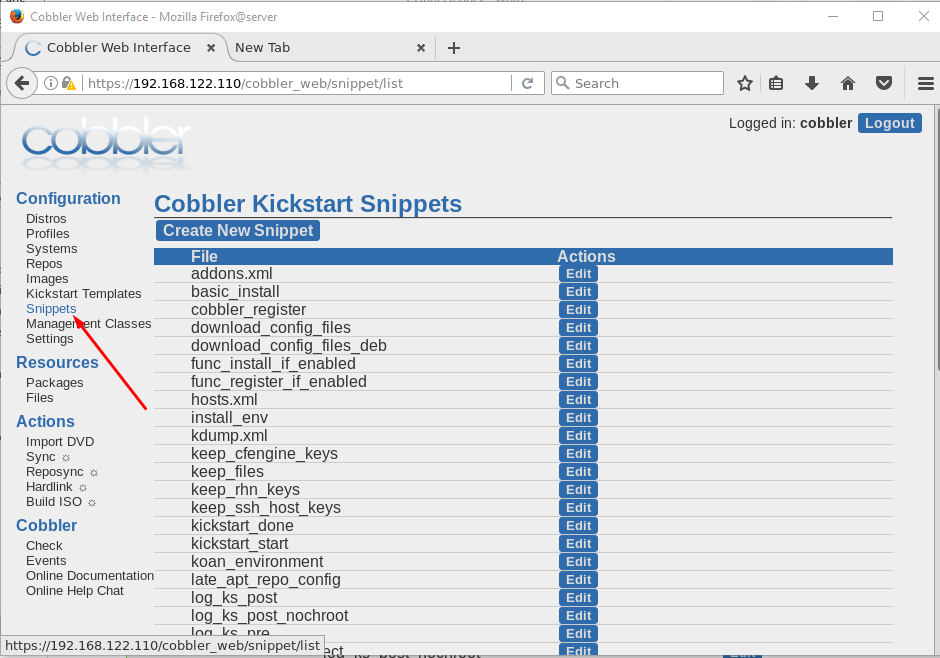 Cobbler Web Interface - Mozilla Firefox@server
Cobbler Web Interface × New Tab × +
https://192.168.122.110/cobbler_web/snippet/list Search
cobbler
Logged in: cobbler Logout
Configuration
Distros
Profiles
Systems
Repos
Images
Kickstart Templates
Snippets
Management Classes
Settings
Resources
Packages
Files
Actions
Import DVD
Sync ☼
Reposync ☼
Hardlink ☼
Build ISO ☼
Cobbler
Check
Events
Online Documentation
Online Help Chat
Cobbler Kickstart Snippets
Create New Snippet
File Actions
addons.xml Edit
basic_install Edit
cobbler_register Edit
download_config_files Edit
download_config_files_deb Edit
func_install_if_enabled Edit
func_register_if_enabled Edit
hosts.xml Edit
install_env Edit
kdump.xml Edit
keep_cfengine_keys Edit
keep_files Edit
keep_rhn_keys Edit
keep_ssh_host_keys Edit
kickstart_done Edit
kickstart_start Edit
koan_environment Edit
late_apt_repo_config Edit
log_ks_post Edit
log_ks_post_nochroot Edit
log_ks_pre Edit
Edit
https://192.168.122.110/cobbler_web/snippet/list